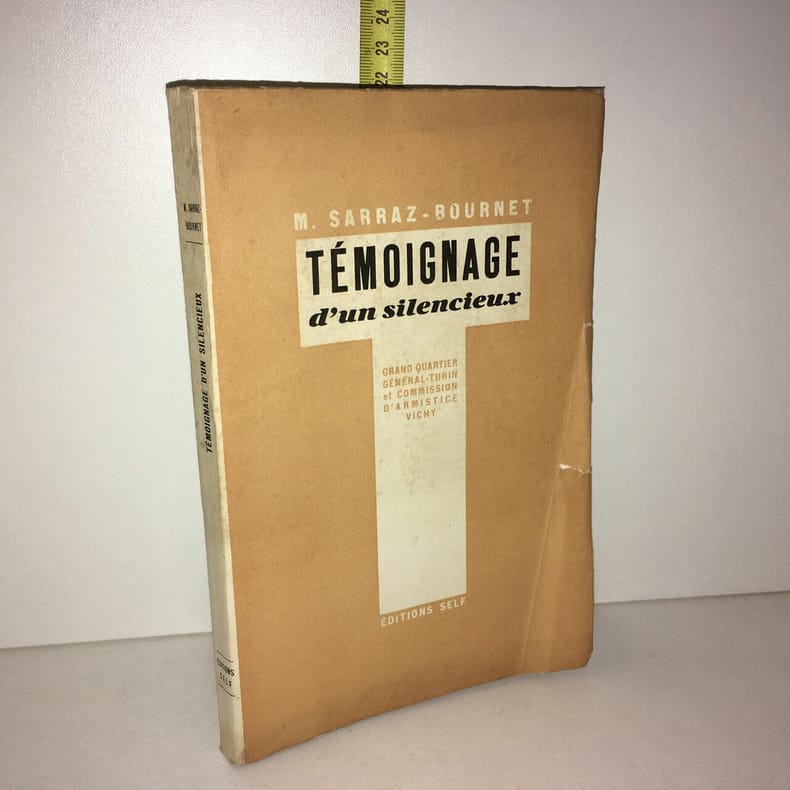 24
23
22
M. SARRAZ-BOURNET
TÉMOIGNAGE
d'un silencieux
GRAND QUARTIER
GÉNÉRAL-TURIN
et COMMISSION
D'ARMISTICE
VICHY
ÉDITIONS SELF
M. SARRAZ-
BOURNET
TÉMOIGNAGE D'UN SILENCIEUX
ÉDITIONS
SELF